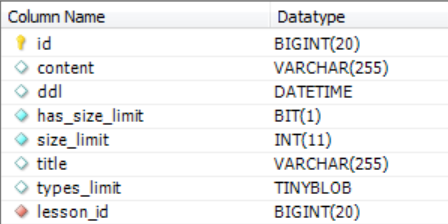 Column Name Datatype
id BIGINT(20)
content VARCHAR(255)
ddl DATETIME
has_size_limit BIT(1)
size_limit INT(11)
title VARCHAR(255)
types_limit TINYBLOB
lesson_id BIGINT(20)